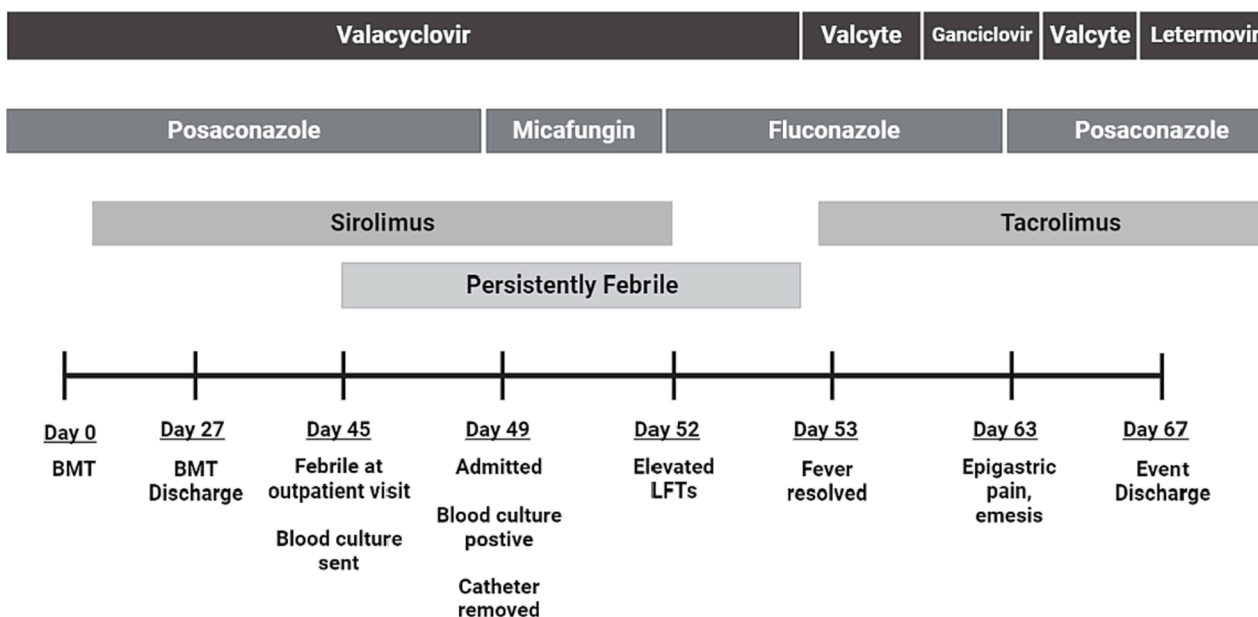 Valacyclovir
Valcyte
Ganciclovir
Valcyte
Letermovir
Posaconazole
Micafungin
Fluconazole
Posaconazole
Sirolimus
Tacrolimus
Persistently Febrile
Day 0
BMT
Day 27
BMT
Discharge
Day 45
Febrile at
outpatient visit
Blood culture
sent
Day 49
Admitted
Blood culture
postive
Catheter
removed
Day 52
Elevated
LFTs
Day 53
Fever
resolved
Day 63
Epigastric
pain,
emesis
Day 67
Event
Discharge